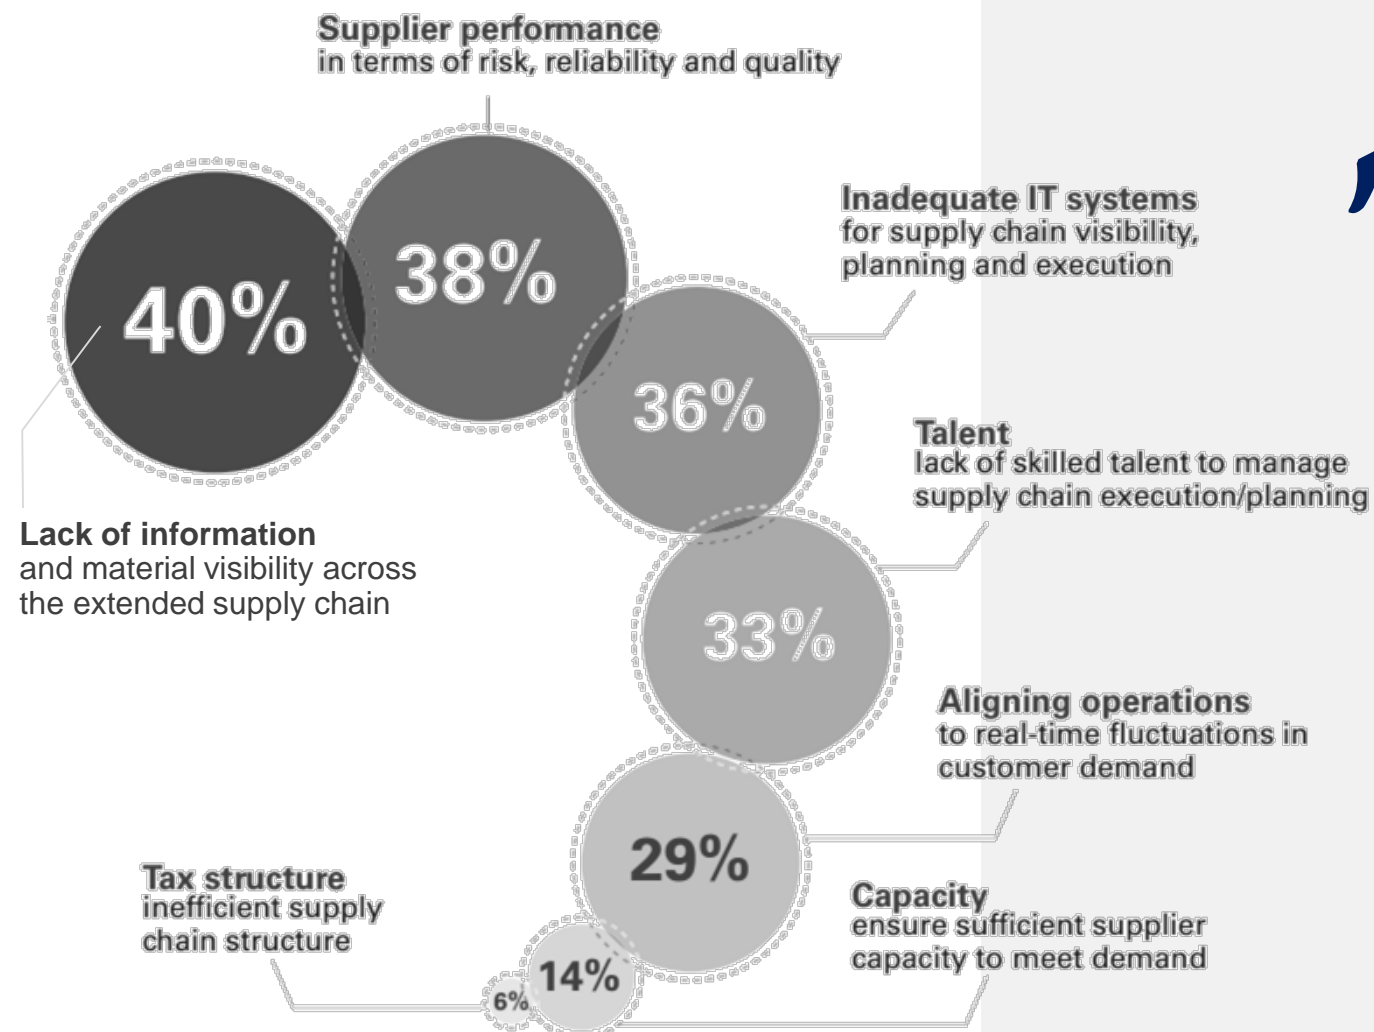 Supplier performance
in terms of risk, reliability and quality
40%
38%
Inadequate IT systems
for supply chain visibility,
planning and execution
36%
Talent
lack of skilled talent to manage
supply chain execution/planning
Lack of information
and material visibility across
the extended supply chain
33%
Aligning operations
to real-time fluctuations in
customer demand
29%
Tax structure
inefficient supply
chain structure
Capacity
ensure sufficient supplier
capacity to meet demand
14%
6%